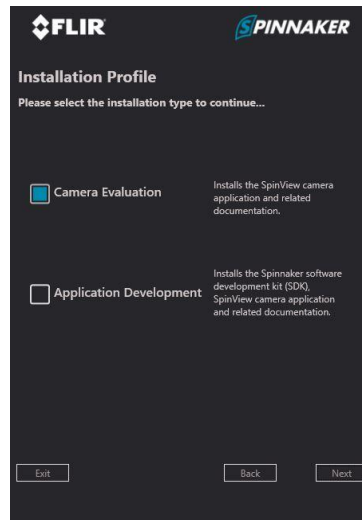 FLIR
SPINNAKER
Installation Profile
Please select the installation type to continue...
Camera Evaluation
Installs the SpinView camera
application and related
documentation.
Application Development
Installs the Spinnaker software
development kit (SDK),
SpinView camera application
and related documentation.
Exit
Back
Next